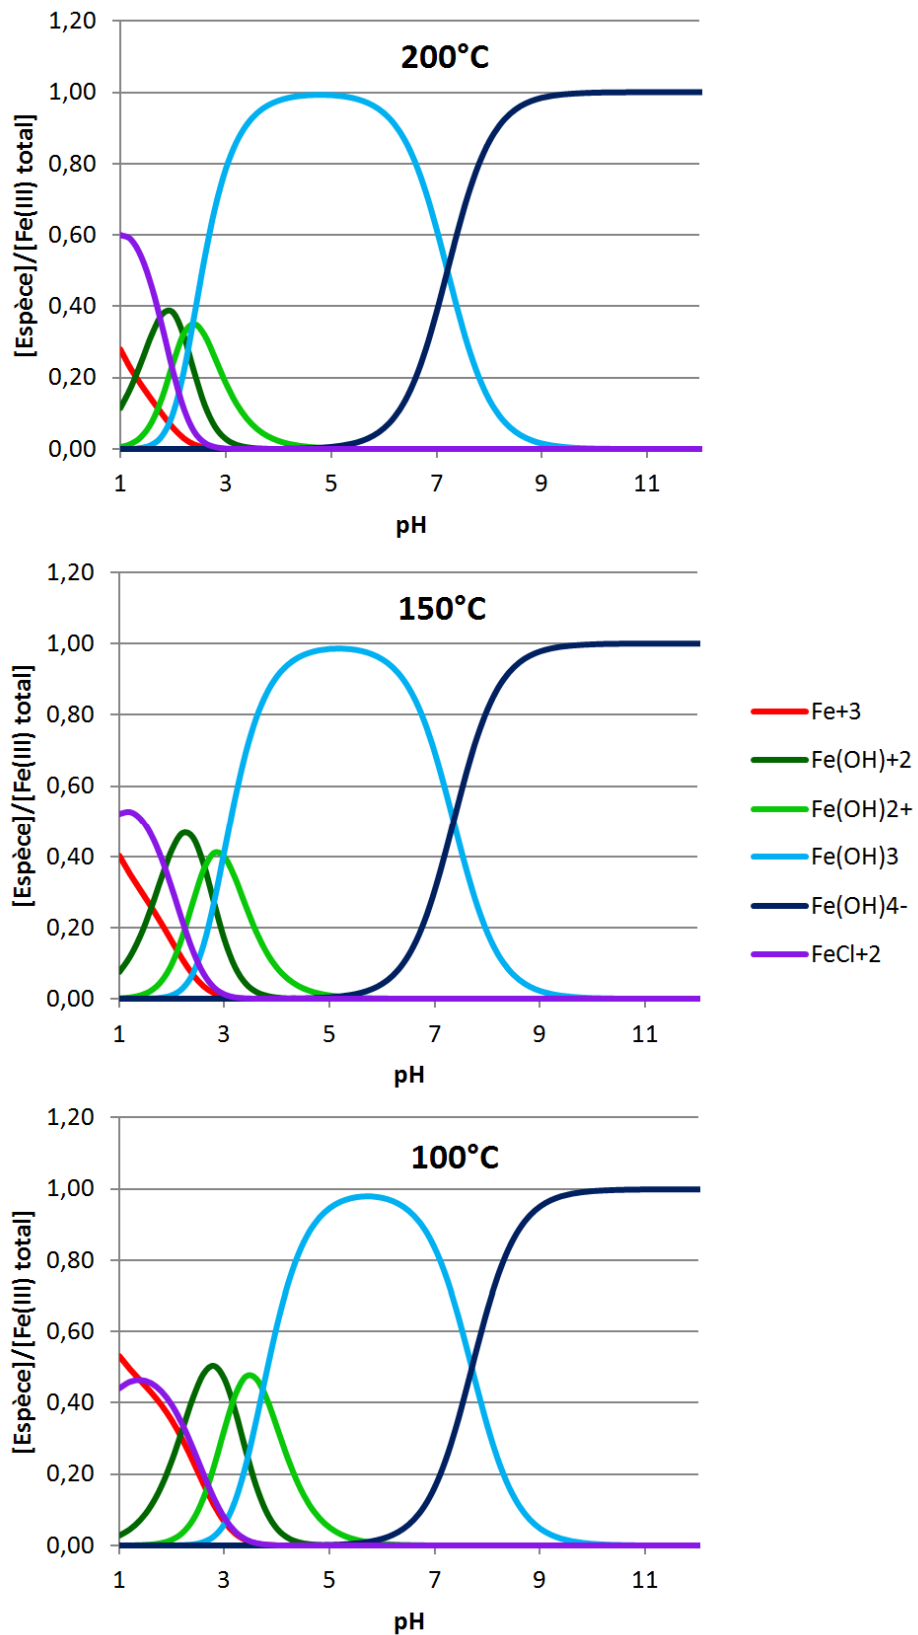 200°C
[Espèce]/[Fe(III) total]
1,20
1,00
0,80
0,60
0,40
0,20
0,00
1 3 5 7 9 11
pH
150°C
[Espèce]/[Fe(III) total]
1,20
1,00
0,80
0,60
0,40
0,20
0,00
1 3 5 7 9 11
pH
Fe+3
Fe(OH)+2
Fe(OH)2+
Fe(OH)3
Fe(OH)4-
FeCl+2
100°C
[Espèce]/[Fe(III) total]
1,20
1,00
0,80
0,60
0,40
0,20
0,00
1 3 5 7 9 11
pH